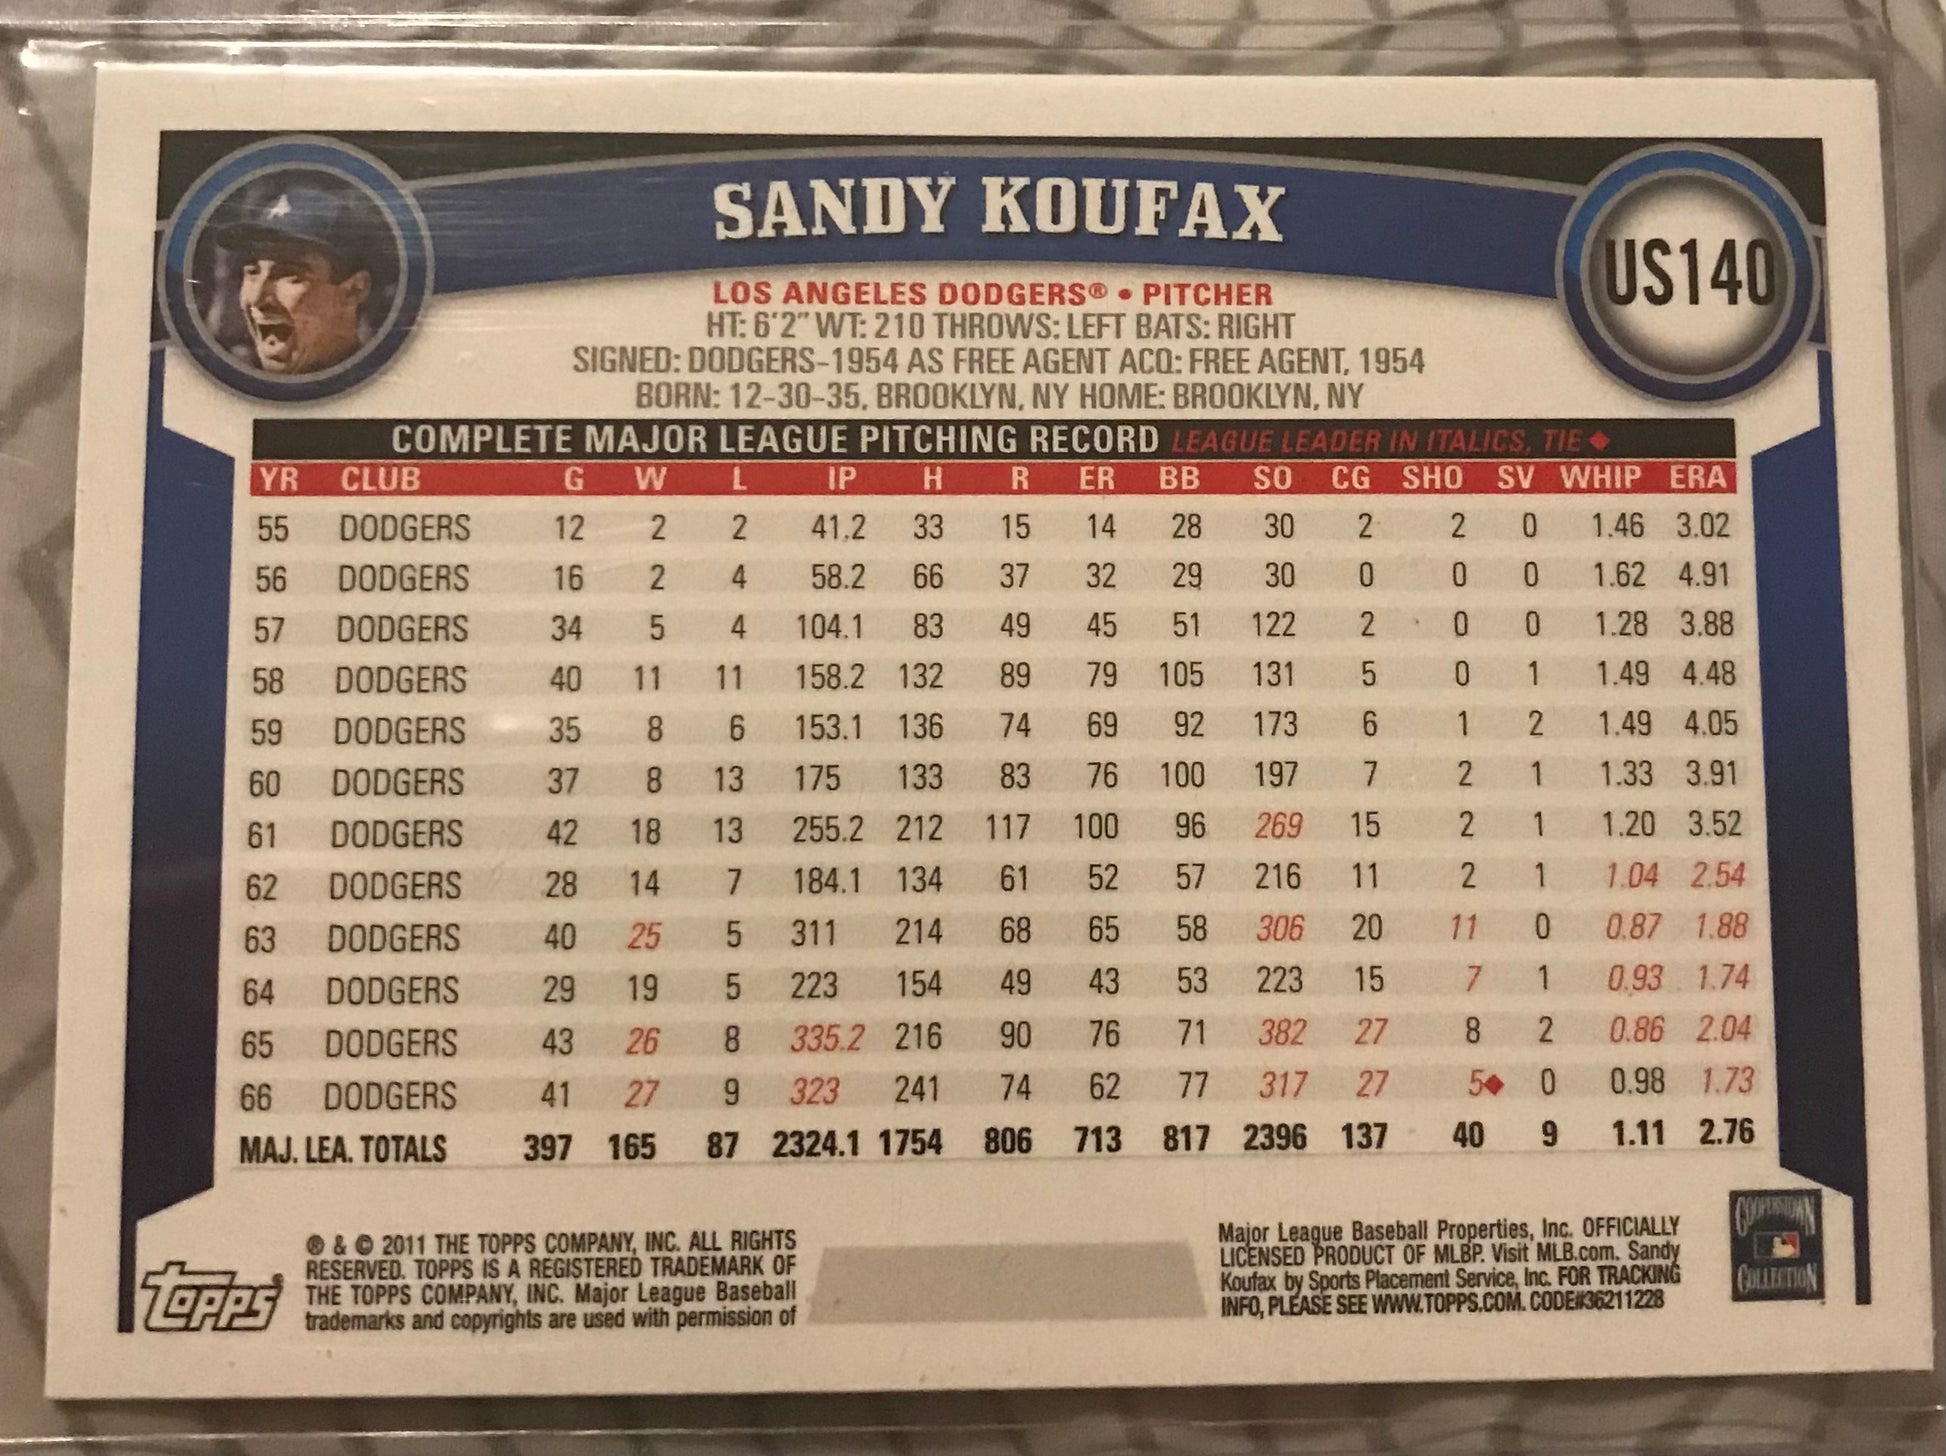 SANDY KOUFAX
US140
LOS ANGELES DODGERS® • PITCHER
HT: 6'2" WT: 210 THROWS: LEFT BATS: RIGHT
SIGNED: DODGERS-1954 AS FREE AGENT ACQ: FREE AGENT, 1954
BORN: 12-30-35, BROOKLYN, NY HOME: BROOKLYN, NY
COMPLETE MAJOR LEAGUE PITCHING RECORD LEAGUE LEADER IN ITALICS, TIE ◆
YR CLUB G W L IP H R ER BB SO CG SHO SV WHIP ERA
55 DODGERS 12 2 2 41.2 33 15 14 28 30 2 2 0 1.46 3.02
56 DODGERS 16 2 4 58.2 66 37 32 29 30 0 0 0 1.62 4.91
57 DODGERS 34 5 4 104.1 83 49 45 51 122 2 0 0 1.28 3.88
58 DODGERS 40 11 11 158.2 132 89 79 105 131 5 0 1 1.49 4.48
59 DODGERS 35 8 6 153.1 136 74 69 92 173 6 1 2 1.49 4.05
60 DODGERS 37 8 13 175 133 83 76 100 197 7 2 1 1.33 3.91
61 DODGERS 42 18 13 255.2 212 117 100 96 269 15 2 1 1.20 3.52
62 DODGERS 28 14 7 184.1 134 61 52 57 216 11 2 1 1.04 2.54
63 DODGERS 40 25 5 311 214 68 65 58 306 20 11 0 0.87 1.88
64 DODGERS 29 19 5 223 154 49 43 53 223 15 7 1 0.93 1.74
65 DODGERS 43 26 8 335.2 216 90 76 71 382 27 8 2 0.86 2.04
66 DODGERS 41 27 9 323 241 74 62 77 317 27 5◆ 0 0.98 1.73
MAJ. LEA. TOTALS 397 165 87 2324.1 1754 806 713 817 2396 137 40 9 1.11 2.76
topps®
® & © 2011 THE TOPPS COMPANY, INC. ALL RIGHTS
RESERVED. TOPPS IS A REGISTERED TRADEMARK OF
THE TOPPS COMPANY, INC. Major League Baseball
trademarks and copyrights are used with permission of
Major League Baseball Properties, Inc. OFFICIALLY
LICENSED PRODUCT OF MLBP. Visit MLB.com. Sandy
Koufax by Sports Placement Service, Inc. FOR TRACKING
INFO, PLEASE SEE WWW.TOPPS.COM. CODE#36211228
COOPERSTOWN
COLLECTION